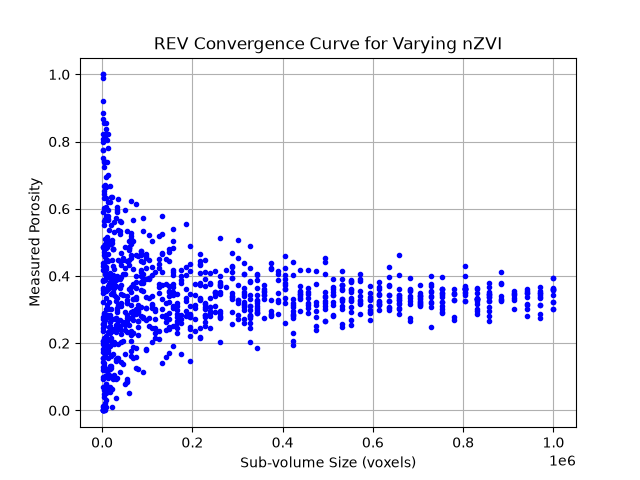 REV Convergence Curve for Varying nZVI
Measured Porosity
1.0
0.8
0.6
0.4
0.2
0.0
0.0 0.2 0.4 0.6 0.8 1.0
1e6
Sub-volume Size (voxels)